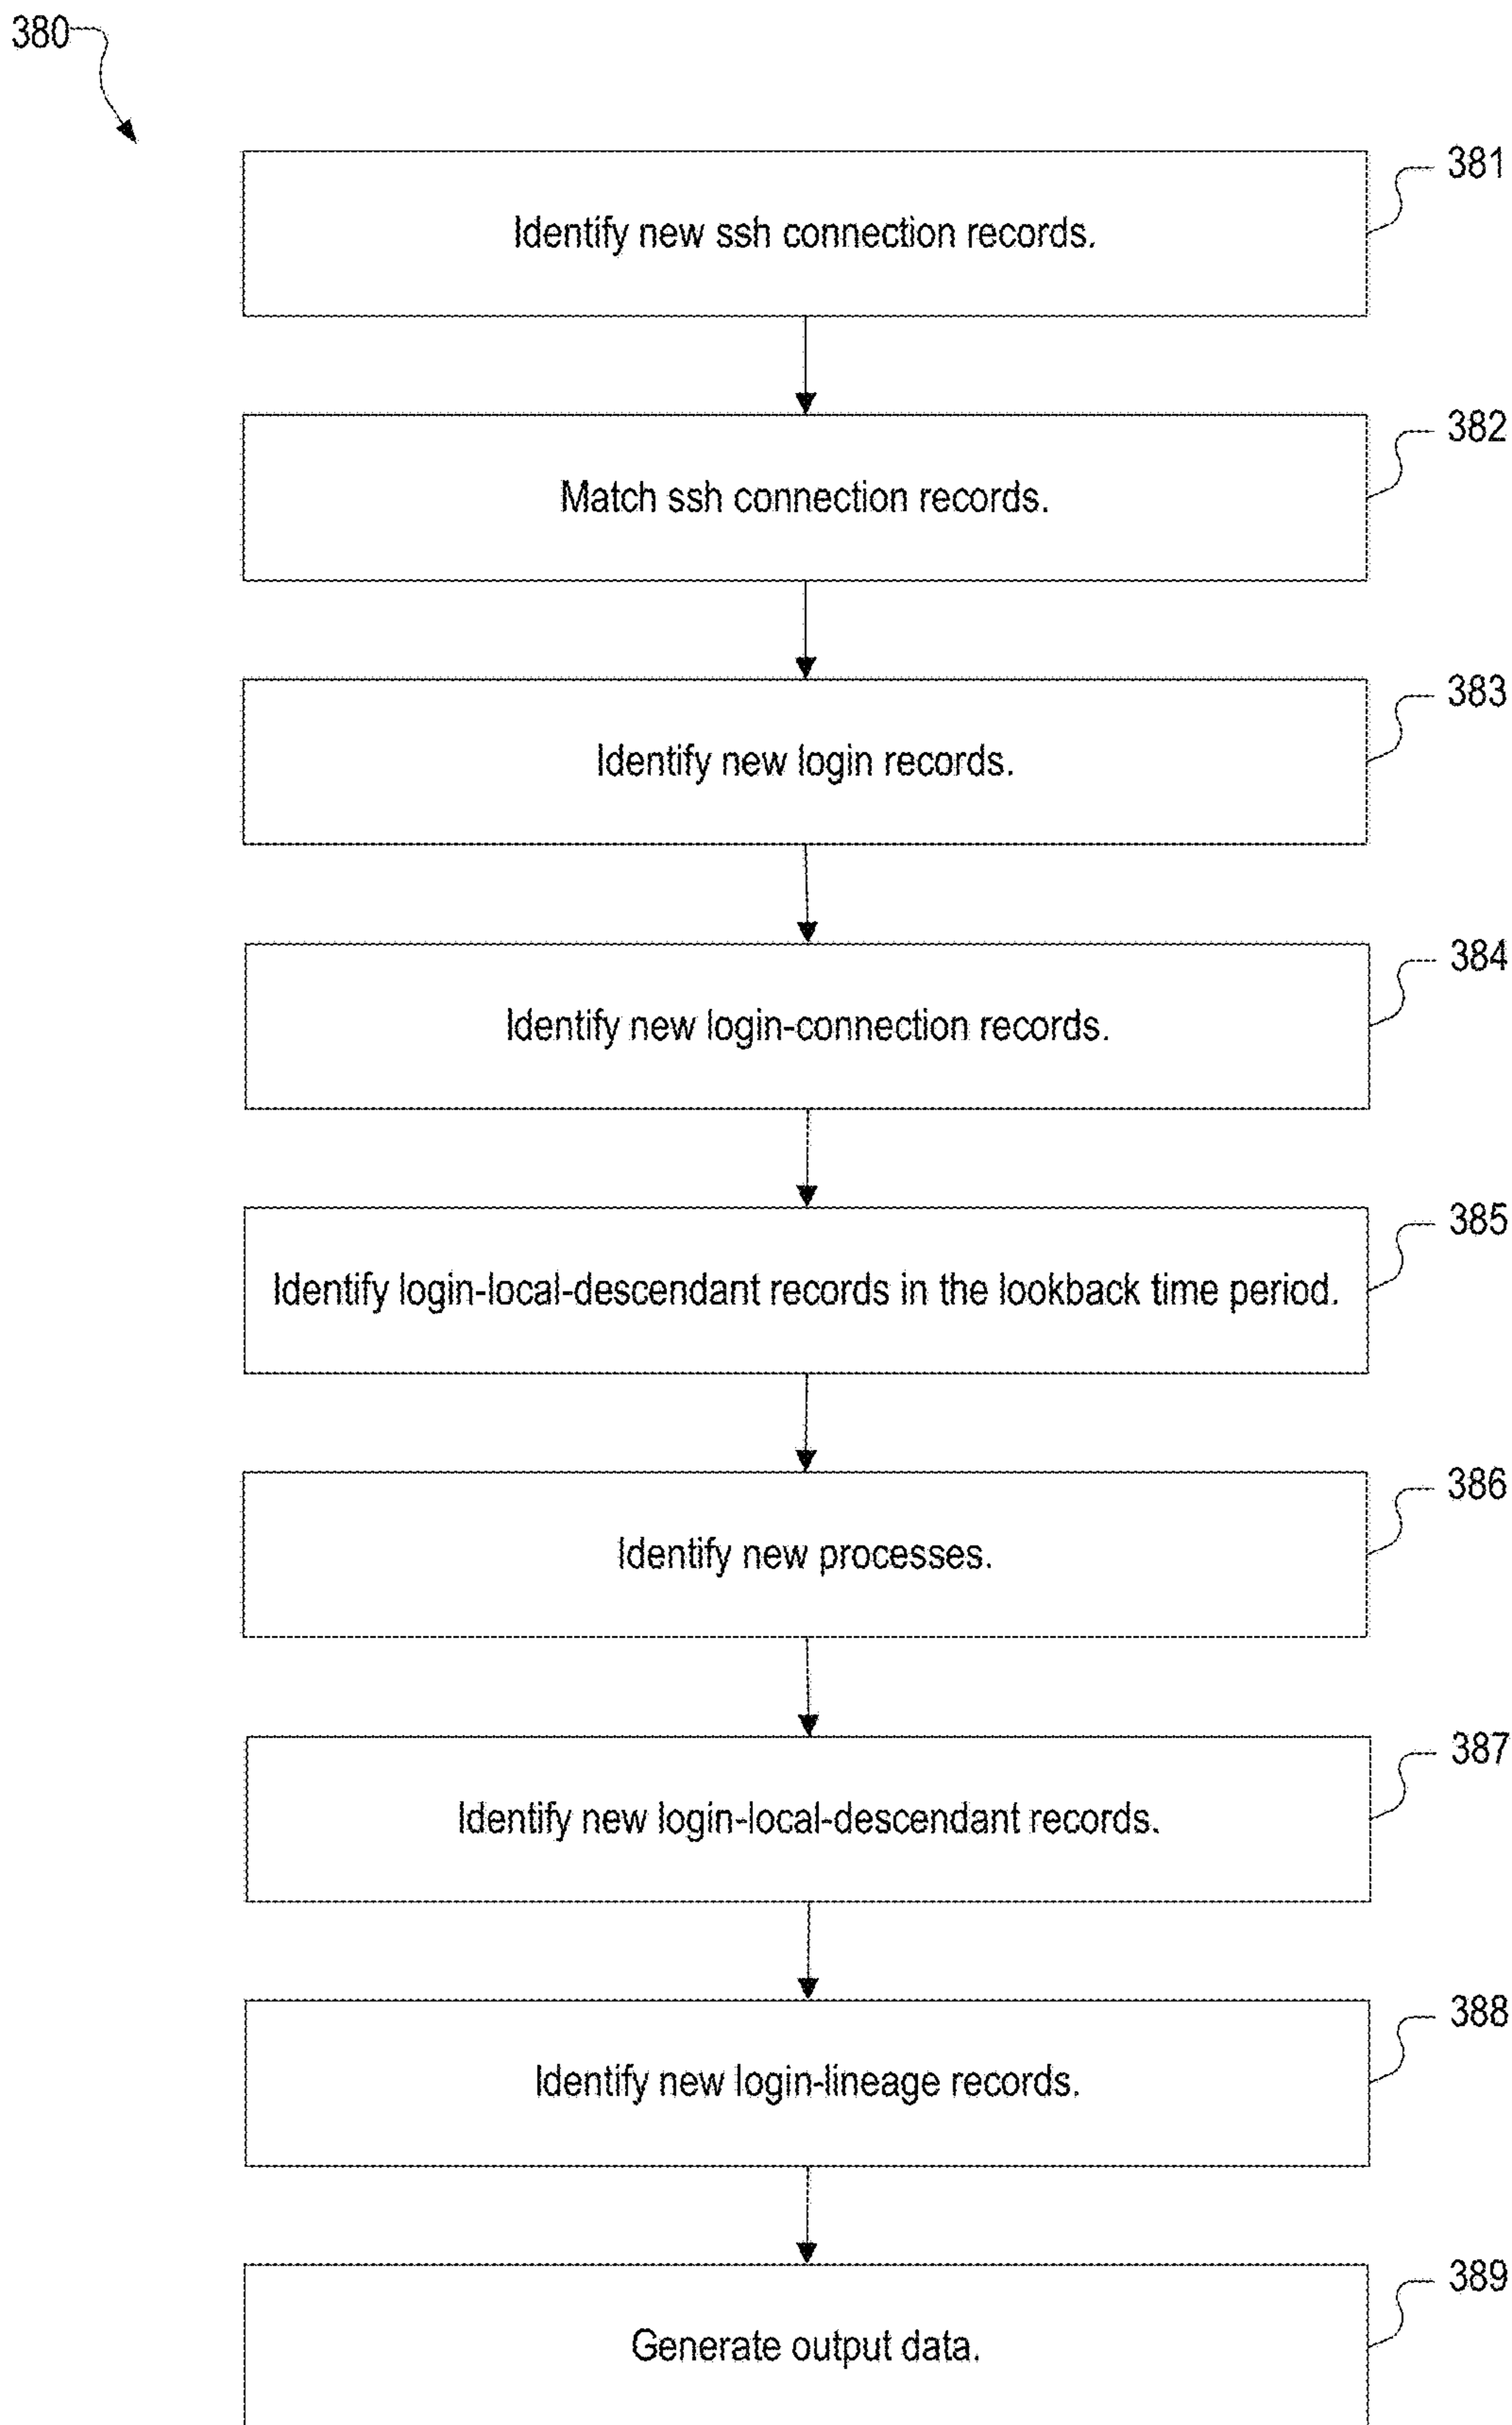 380
381
Identify new ssh connection records.
382
Match ssh connection records.
383
Identify new login records.
384
Identify new login-connection records.
385
Identify login-local-descendant records in the lookback time period.
386
Identify new processes.
387
Identify new login-local-descendant records.
388
Identify new login-lineage records.
389
Generate output data.